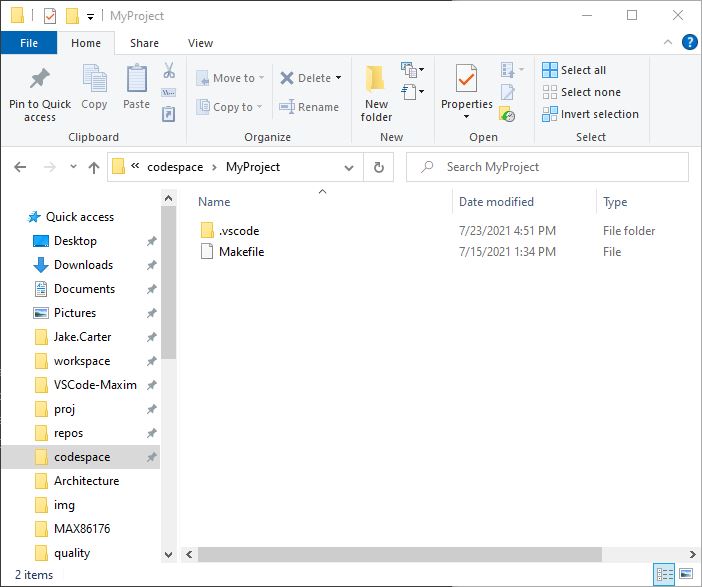 MyProject
File Home Share View
Pin to Quick access
Copy
Paste
Clipboard
Move to
Copy to
Delete
Rename
Organize
New folder
New
Properties
Open
Select all
Select none
Invert selection
Select
codespace MyProject
Search MyProject
Name Date modified Type
.vscode 7/23/2021 4:51 PM File folder
Makefile 7/15/2021 1:34 PM File
Quick access
Desktop
Downloads
Documents
Pictures
Jake.Carter
workspace
VSCode-Maxim
proj
repos
codespace
Architecture
img
MAX86176
quality
2 items